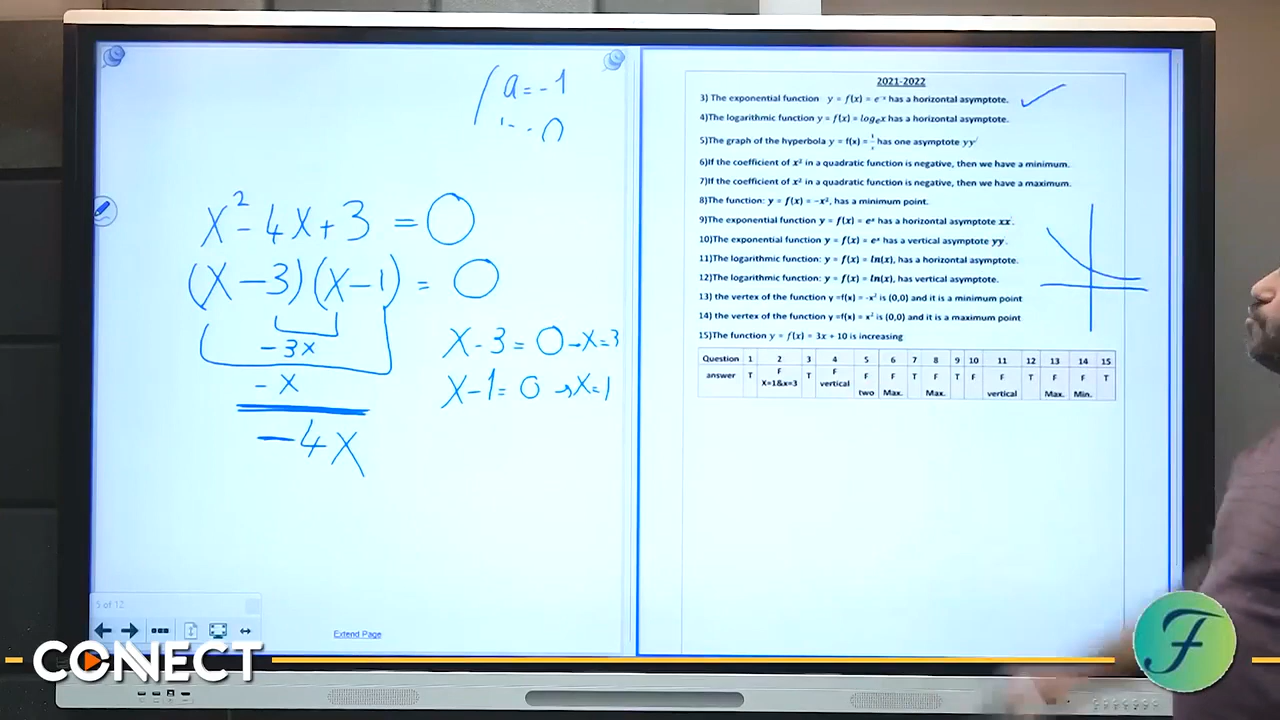 a = -1
x² - 4x + 3 = 0
(x - 3)(x - 1) = 0
- 3x
- x
- 4x
x - 3 = 0 → x = 3
x - 1 = 0 → x = 1
5 of 12
Extend Page
2021-2022
3) The exponential function y = f(x) = e⁻ˣ has a horizontal asymptote.
4)The logarithmic function y = f(x) = logₑx has a horizontal asymptote.
5)The graph of the hyperbola y = f(x) = 1/x has one asymptote yy′
6)If the coefficient of x² in a quadratic function is negative, then we have a minimum.
7)If the coefficient of x² in a quadratic function is negative, then we have a maximum.
8)The function: y = f(x) = −x², has a minimum point.
9)The exponential function y = f(x) = eˣ has a horizontal asymptote xx′.
10)The exponential function y = f(x) = eˣ has a vertical asymptote yy′.
11)The logarithmic function: y = f(x) = ln(x), has a horizontal asymptote.
12)The logarithmic function: y = f(x) = ln(x), has vertical asymptote.
13) the vertex of the function y =f(x) = -x² is (0,0) and it is a minimum point
14) the vertex of the function y =f(x) = x² is (0,0) and it is a maximum point
15)The function y = f(x) = 3x + 10 is increasing
Question 1 2 3 4 5 6 7 8 9 10 11 12 13 14 15
answer T F X=1&x=3 T F vertical F two F Max. T F Max. T F F vertical T F Max. F Min. T
CONNECT
F